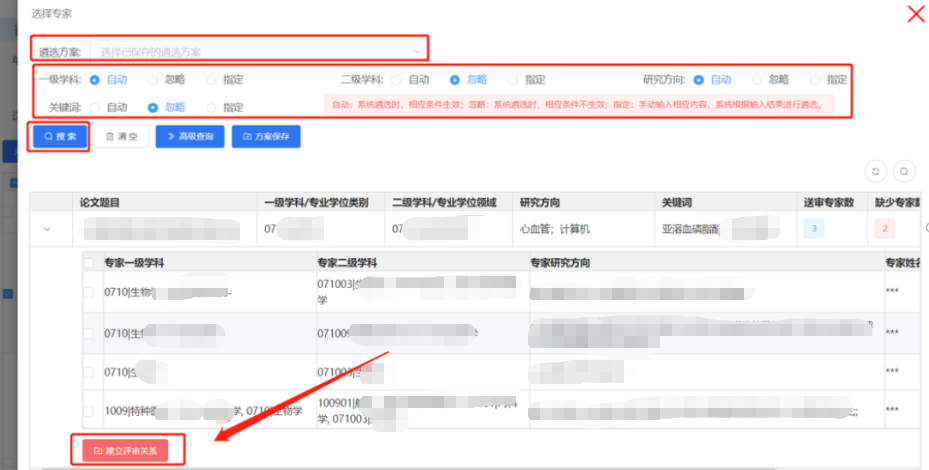 选择专家
遴选方案: 选择已保存的遴选方案
一级学科: 自动 忽略 指定 二级学科: 自动 忽略 指定 研究方向: 自动 忽略 指定
关键词: 自动 忽略 指定 自动: 系统遴选时，相应条件生效; 忽略: 系统遴选时，相应条件不生效; 指定: 手动输入相应内容，系统根据输入结果进行遴选。
搜索 清空 高级查询 方案保存
论文题目 一级学科/专业学位类别 二级学科/专业学位领域 研究方向 关键词 送审专家数 缺少专家数
07 07 心血管；计算机 亚溶血磷脂 3 2
专家一级学科 专家二级学科 专家研究方向 专家姓名
0710|生物 071003|生 ***
学
0710|生 07100 ***
0710| 071003| ***
1009|特种 学, 0710|生物学 100901| ***
学, 071003|
建立评审关系